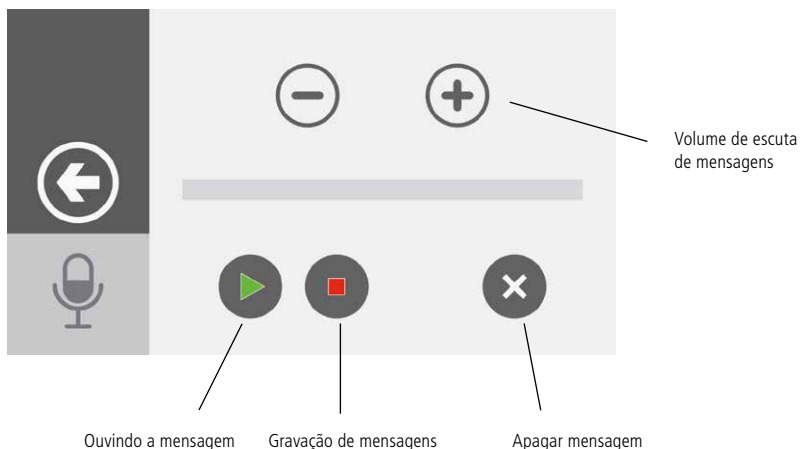 Volume de escuta
de mensagens
Ouvindo a mensagem
Gravação de mensagens
Apagar mensagem